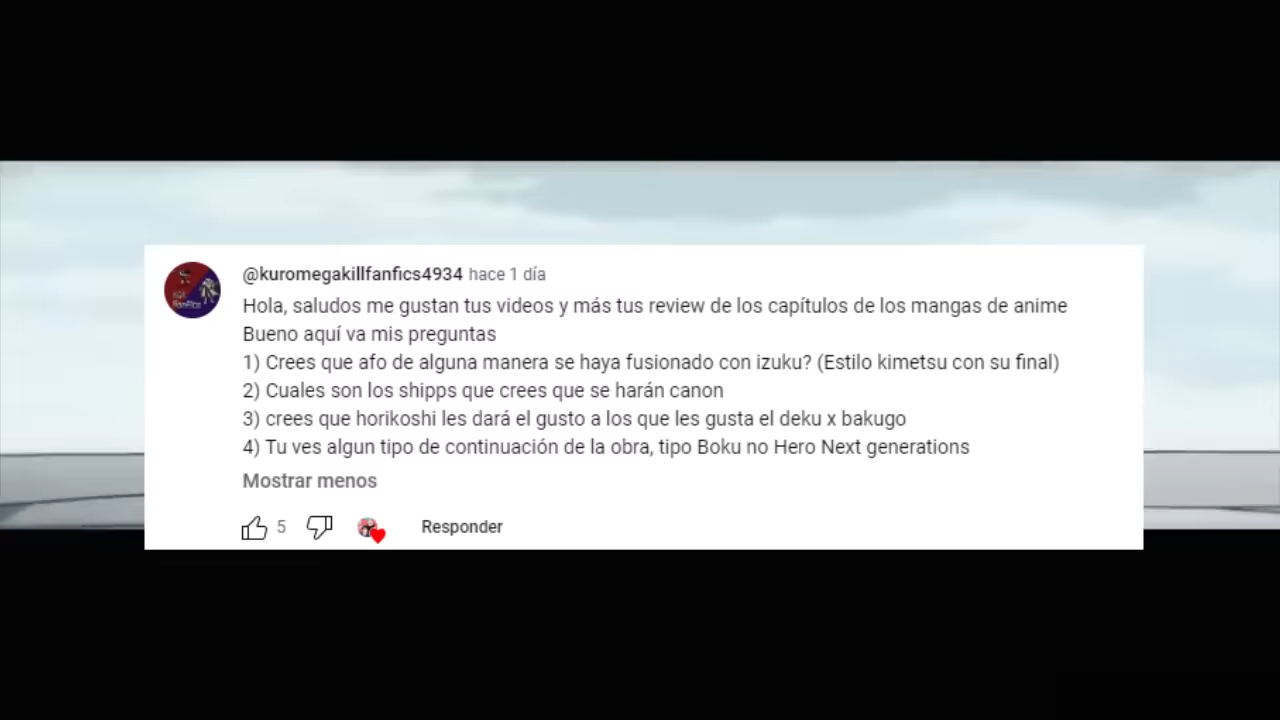 @kuromegakillfanfics4934 hace 1 día
Hola, saludos me gustan tus videos y más tus review de los capítulos de los mangas de anime
Bueno aquí va mis preguntas
1) Crees que afo de alguna manera se haya fusionado con izuku? (Estilo kimetsu con su final)
2) Cuales son los shipps que crees que se harán canon
3) crees que horikoshi les dará el gusto a los que les gusta el deku x bakugo
4) Tu ves algun tipo de continuación de la obra, tipo Boku no Hero Next generations
Mostrar menos
5 Responder